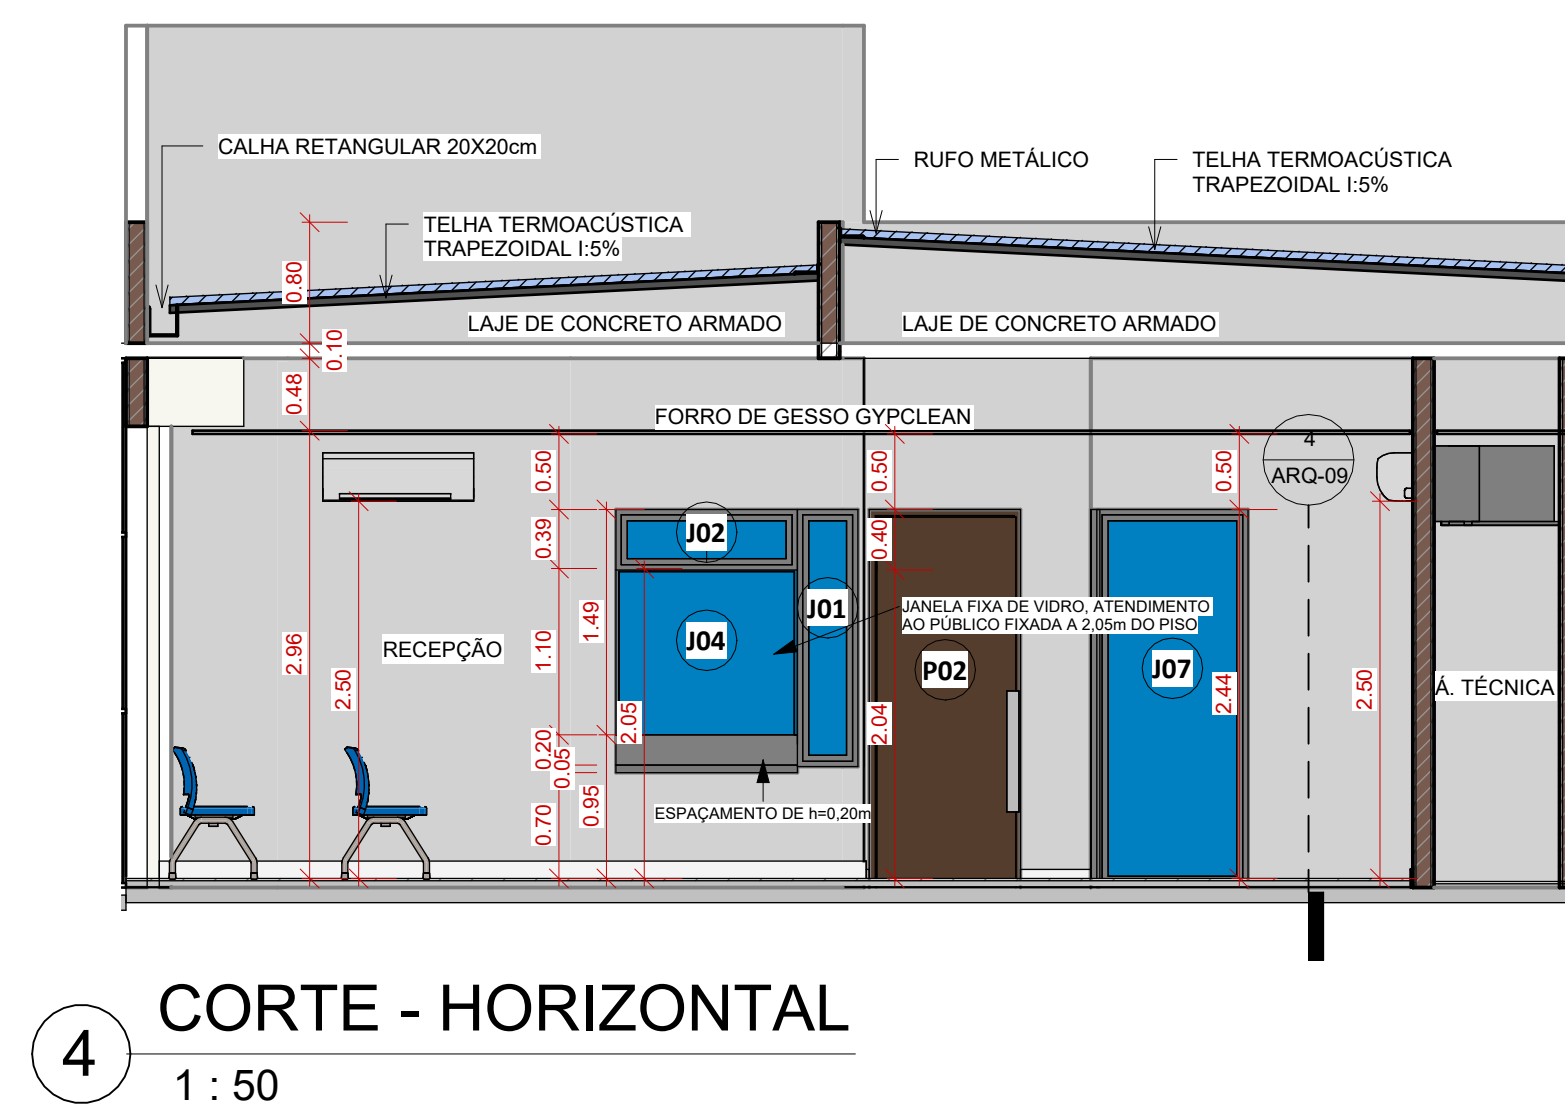 CALHA RETANGULAR 20X20cm
RUFO METÁLICO
TELHA TERMOACÚSTICA
TRAPEZOIDAL I:5%
TELHA TERMOACÚSTICA
TRAPEZOIDAL I:5%
0.80
LAJE DE CONCRETO ARMADO
LAJE DE CONCRETO ARMADO
0.10
0.48
FORRO DE GESSO GYPCLEAN
4
ARQ-09
0.50
0.50
0.50
0.39
J02
0.40
1.49
J01
JANELA FIXA DE VIDRO, ATENDIMENTO
AO PÚBLICO FIXADA A 2,05m DO PISO
RECEPÇÃO
2.96
2.50
1.10
J04
P02
J07
2.44
2.50
Á. TÉCNICA
2.05
2.04
0.20
0.05
0.95
0.70
ESPAÇAMENTO DE h=0,20m
4
CORTE - HORIZONTAL
1 : 50